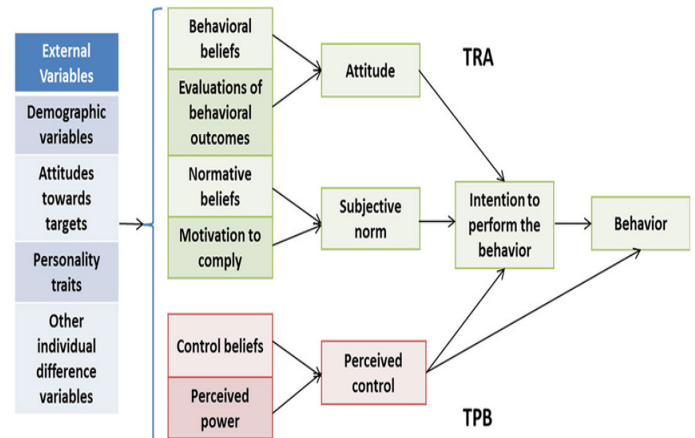 External
Variables
Demographic
variables
Attitudes
towards
targets
Personality
traits
Other
individual
difference
variables
Behavioral
beliefs
Evaluations of
behavioral
outcomes
Normative
beliefs
Motivation to
comply
Control beliefs
Perceived
power
Attitude
Subjective
norm
Perceived
control
TRA
Intention to
perform the
behavior
Behavior
TPB